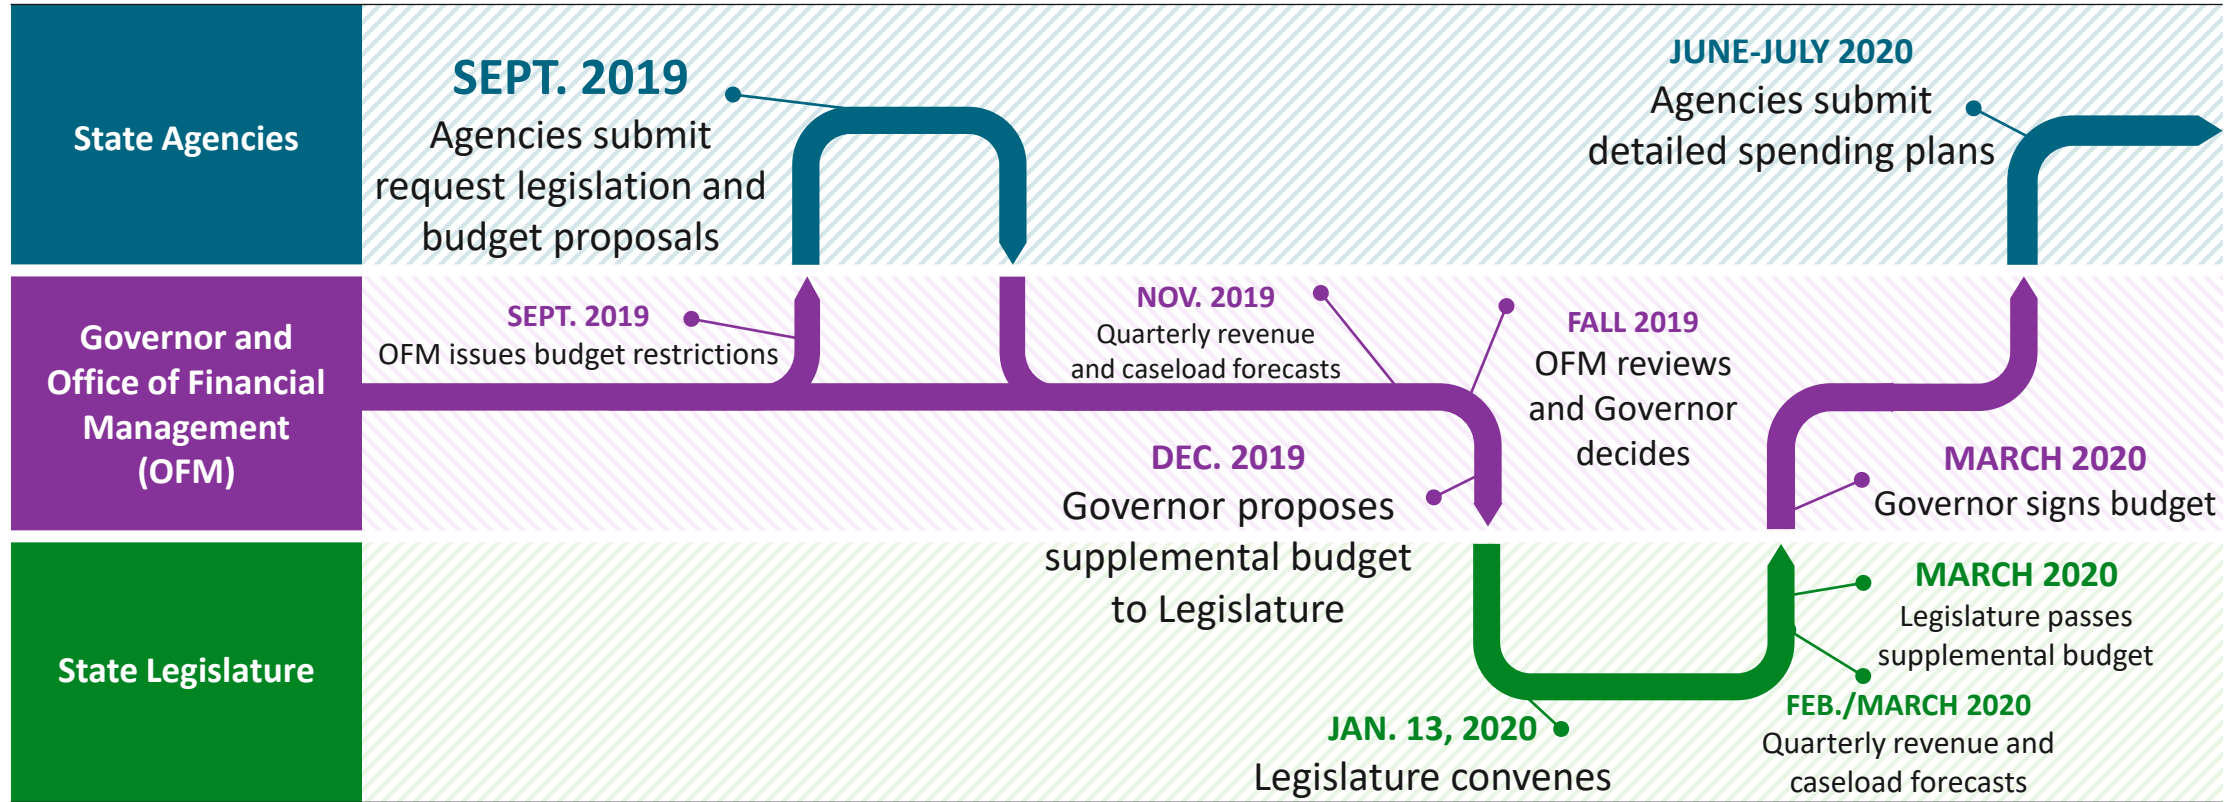 State Agencies
SEPT. 2019
Agencies submit
request legislation and
budget proposals
JUNE-JULY 2020
Agencies submit
detailed spending plans
Governor and
Office of Financial
Management
(OFM)
SEPT. 2019
OFM issues budget restrictions
NOV. 2019
Quarterly revenue
and caseload forecasts
FALL 2019
OFM reviews
and Governor
decides
DEC. 2019
Governor proposes
supplemental budget
to Legislature
MARCH 2020
Governor signs budget
State Legislature
JAN. 13, 2020
Legislature convenes
MARCH 2020
Legislature passes
supplemental budget
FEB./MARCH 2020
Quarterly revenue and
caseload forecasts